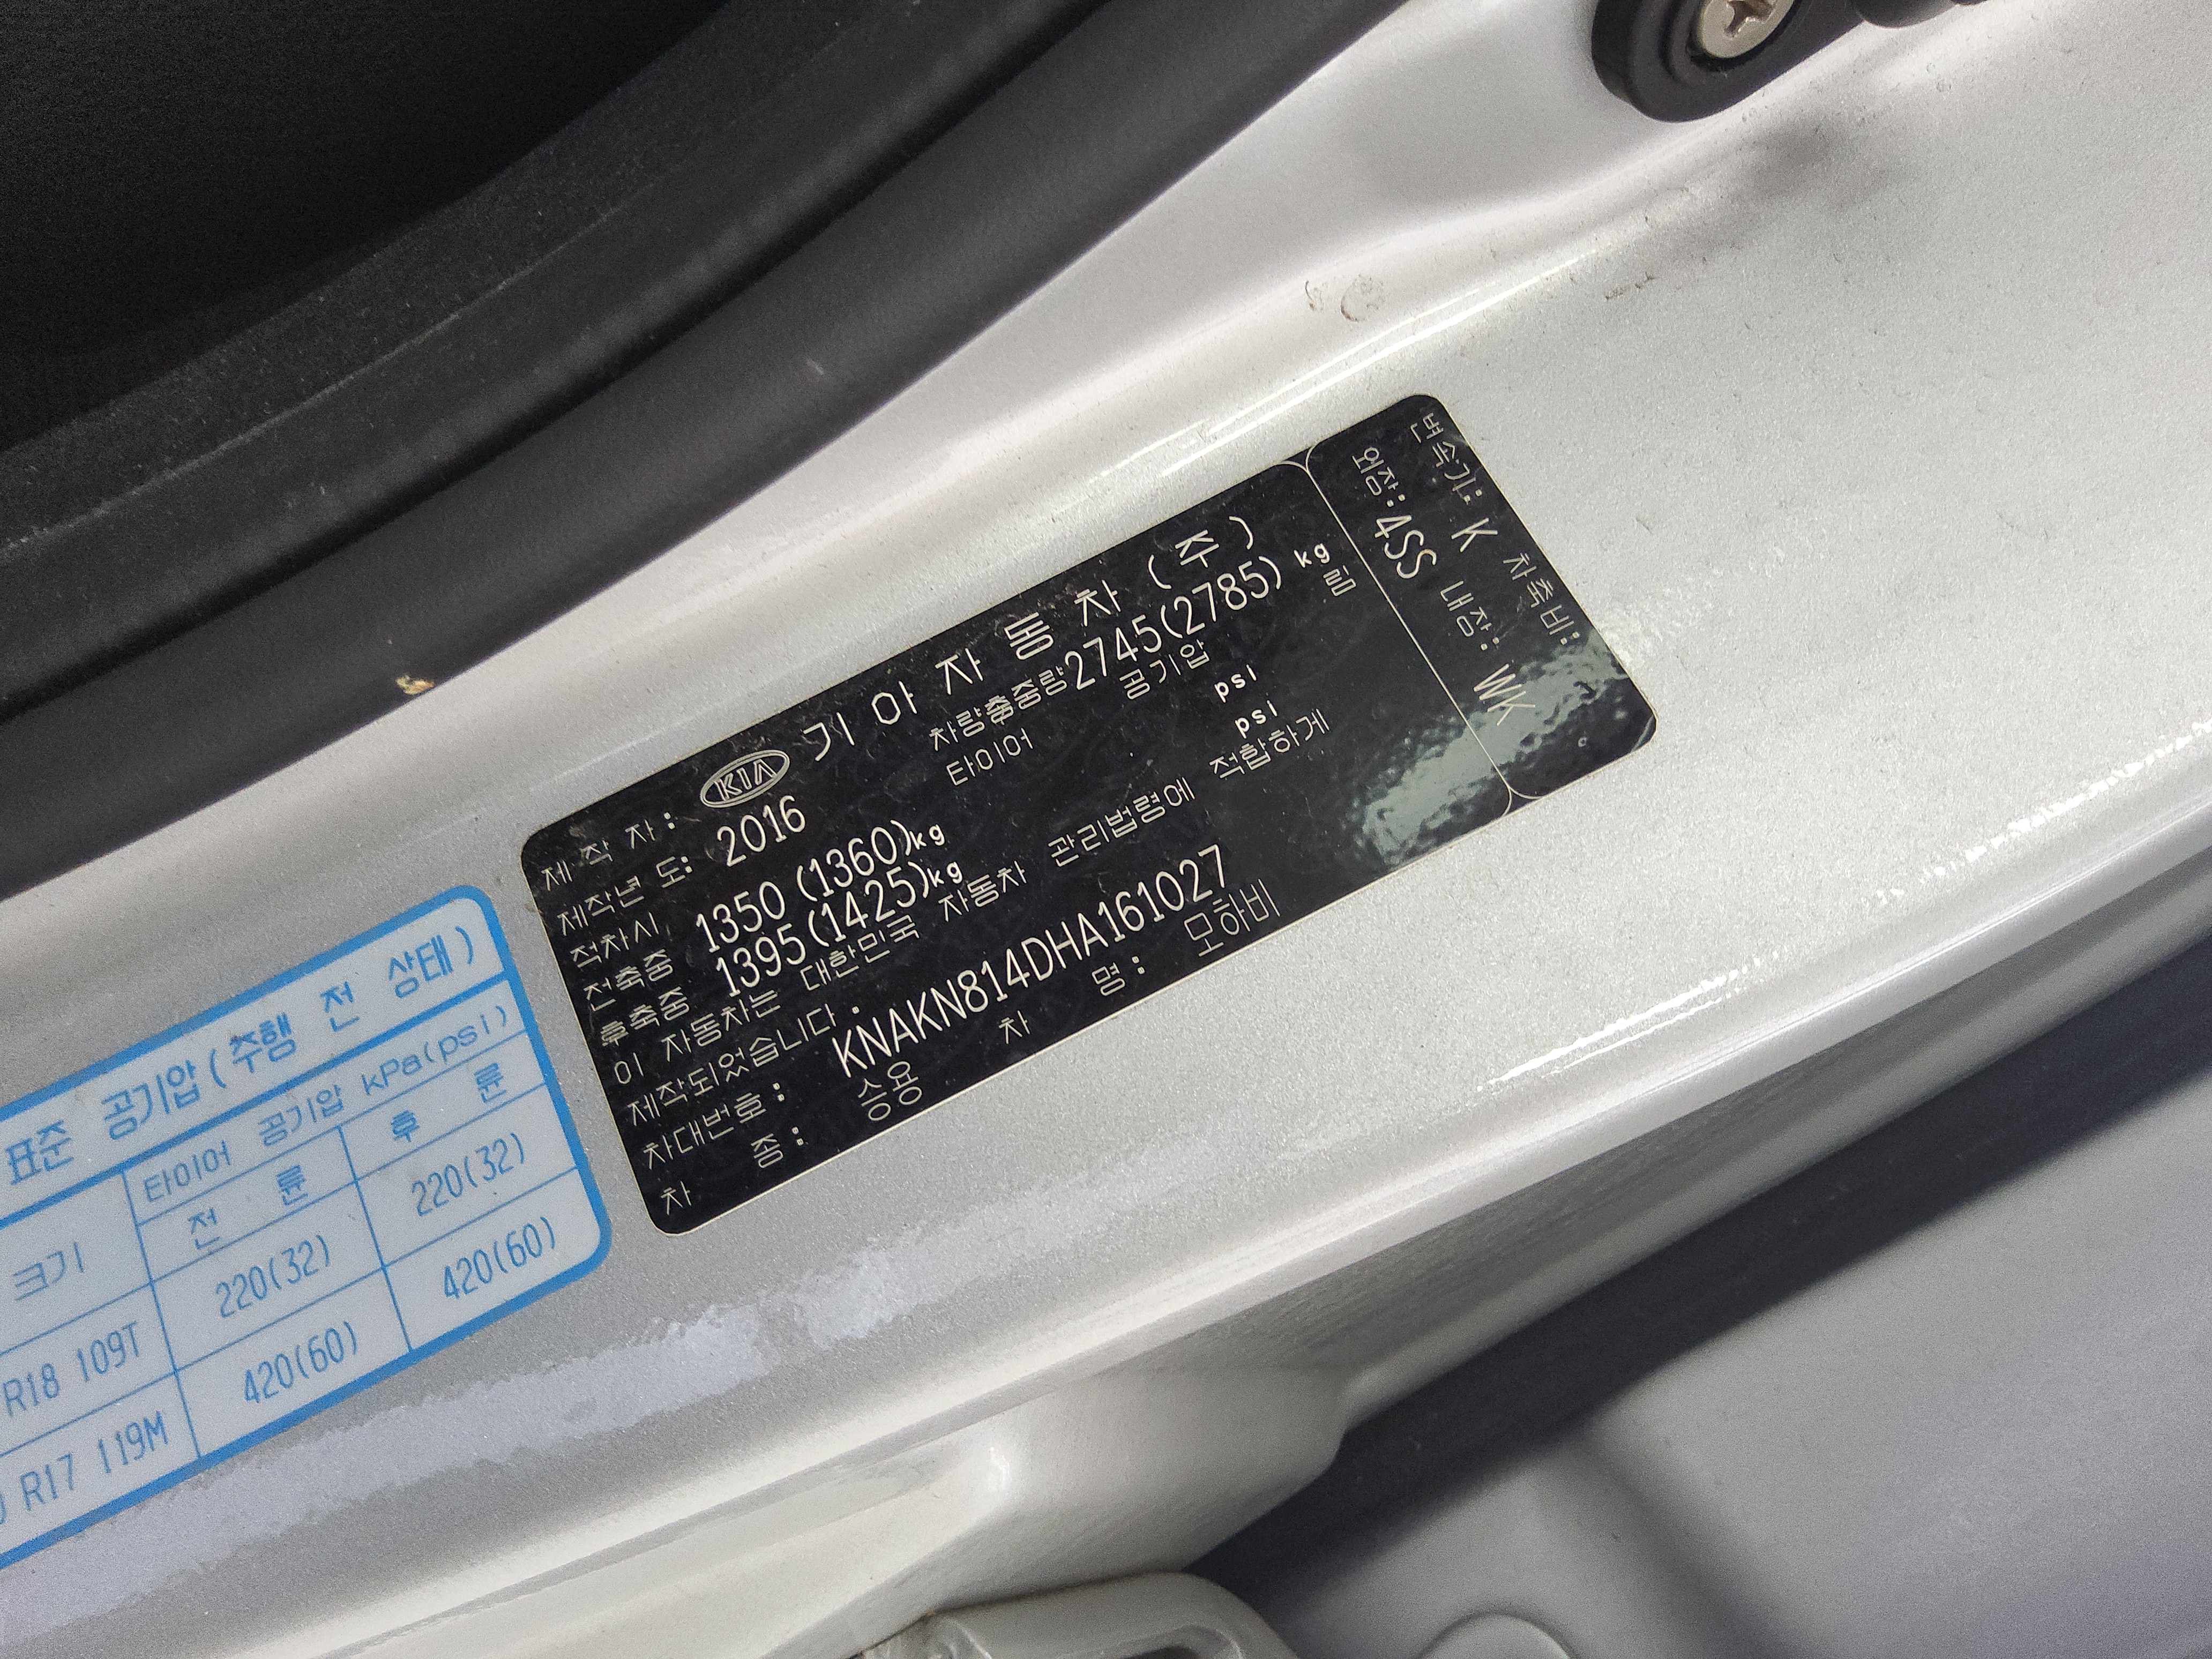 제 작 자 : KIA 기 아 자 동 차 (주)
제작년 도: 2016 차량총중량2745(2785) kg
적차시, 타이어 공기압 림
전축중 1350 (1360)kg psi
후축중 1395(1425)kg psi
이 자동차는 대한민국 자동차 관리법령에 적합하게
제작되었습니다.
차대번호: KNAKN814DHA161027
차 종: 승용 차 명: 모하비
변속기: K 차축비:
외장:4SS 내장: WK
표준 공기압(주행 전 상태)
크기 타이어 공기압 kPa(psi)
전 륜 후 륜
R18 109T 220(32) 220(32)
R17 119M 420(60) 420(60)